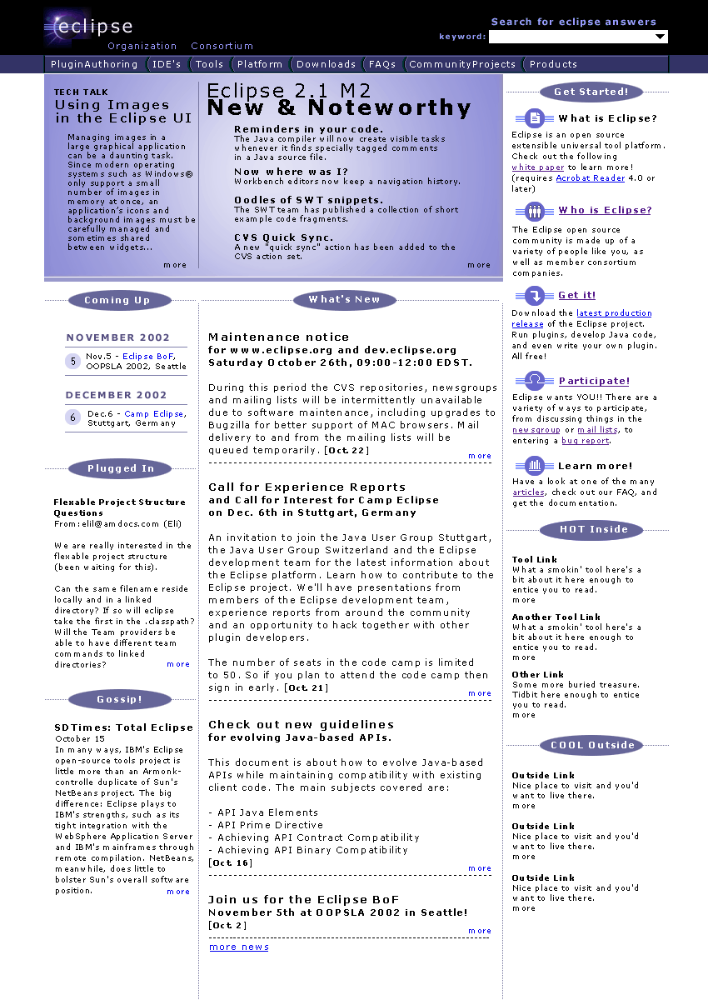 eclipse
Search for eclipse answers
Organization Consortium
keyword:
PluginAuthoring IDE's Tools Platform Downloads FAQs CommunityProjects Products
TECH TALK
Using Images
in the Eclipse UI
Managing images in a
large graphical application
can be a daunting task.
Since modern operating
systems such as Windows®
only support a small
number of images in
memory at once, an
application's icons and
background images must be
carefully managed and
sometimes shared
between widgets...
more
Eclipse 2.1 M2
New & Noteworthy
Reminders in your code.
The Java compiler will now create visible tasks
whenever it finds specially tagged comments
in a Java source file.
Now where was I?
Workbench editors now keep a navigation history.
Oodles of SWT snippets.
The SWT team has published a collection of short
example code fragments.
CVS Quick Sync.
A new "quick sync" action has been added to the
CVS action set.
more
Coming Up
NOVEMBER 2002
5 Nov.5 - Eclipse BoF,
OOPSLA 2002, Seattle
DECEMBER 2002
6 Dec.6 - Camp Eclipse,
Stuttgart, Germany
Plugged In
Flexable Project Structure
Questions
From:elil@amdocs.com (Eli)
We are really interested in the
flexable project structure
(been waiting for this).
Can the same filename reside
locally and in a linked
directory? If so will eclipse
take the first in the .classpath?
Will the Team providers be
able to have different team
commands to linked
directories?
more
Gossip!
SDTimes: Total Eclipse
October 15
In many ways, IBM's Eclipse
open-source tools project is
little more than an Armonk-
controlle duplicate of Sun's
NetBeans project. The big
difference: Eclipse plays to
IBM's strengths, such as its
tight integration with the
WebSphere Application Server
and IBM's mainframes through
remote compilation. NetBeans,
meanwhile, does little to
bolster Sun's overall software
position.
more
What's New
Maintenance notice
for www.eclipse.org and dev.eclipse.org
Saturday October 26th, 09:00-12:00 EDST.
During this period the CVS repositories, newsgroups
and mailing lists will be intermittently unavailable
due to software maintenance, including upgrades to
Bugzilla for better support of MAC browsers. Mail
delivery to and from the mailing lists will be
queued temporarily. [Oct. 22]
more
Call for Experience Reports
and Call for Interest for Camp Eclipse
on Dec. 6th in Stuttgart, Germany
An invitation to join the Java User Group Stuttgart,
the Java User Group Switzerland and the Eclipse
development team for the latest information about
the Eclipse platform. Learn how to contribute to the
Eclipse project. We'll have presentations from
members of the Eclipse development team,
experience reports from around the community
and an opportunity to hack together with other
plugin developers.
The number of seats in the code camp is limited
to 50. So if you plan to attend the code camp then
sign in early. [Oct. 21]
more
Check out new guidelines
for evolving Java-based APIs.
This document is about how to evolve Java-based
APIs while maintaining compatibility with existing
client code. The main subjects covered are:
- API Java Elements
- API Prime Directive
- Achieving API Contract Compatibility
- Achieving API Binary Compatibility
[Oct. 16]
more
Join us for the Eclipse BoF
November 5th at OOPSLA 2002 in Seattle!
[Oct. 2]
more
more news
Get Started!
What is Eclipse?
Eclipse is an open source
extensible universal tool platform.
Check out the following
white paper to learn more!
(requires Acrobat Reader 4.0 or
later)
Who is Eclipse?
The Eclipse open source
community is made up of a
variety of people like you, as
well as member consortium
companies.
Get it!
Download the latest production
release of the Eclipse project.
Run plugins, develop Java code,
and even write your own plugin.
All free!
Participate!
Eclipse wants YOU!! There are a
variety of ways to participate,
from discussing things in the
newsgroup or mail lists, to
entering a bug report.
Learn more!
Have a look at one of the many
articles, check out our FAQ, and
get the documentation.
HOT Inside
Tool Link
What a smokin' tool here's a
bit about it here enough to
entice you to read.
more
Another Tool Link
What a smokin' tool here's a
bit about it here enough to
entice you to read.
more
Other Link
Some more buried treasure.
Tidbit here enough to entice
you to read.
more
COOL Outside
Outside Link
Nice place to visit and you'd
want to live there.
more
Outside Link
Nice place to visit and you'd
want to live there.
more
Outside Link
Nice place to visit and you'd
want to live there.
more